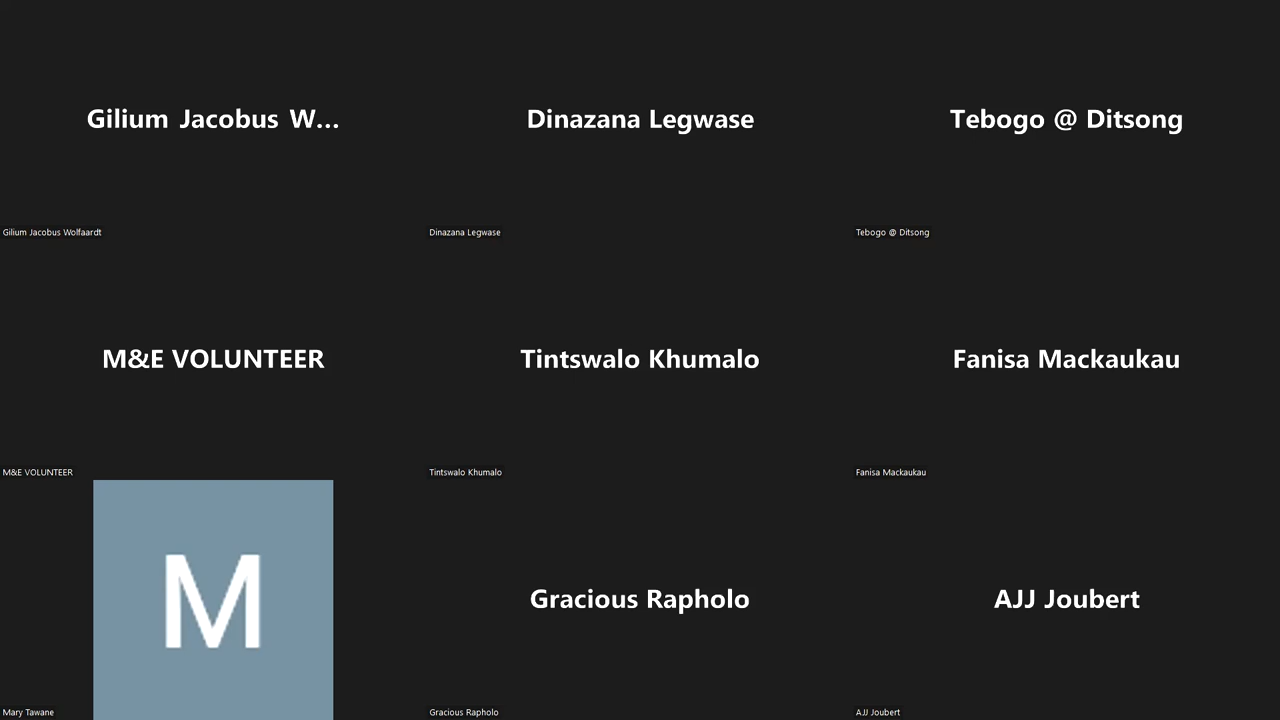 Gilium Jacobus W...
Dinazana Legwase
Tebogo @ Ditsong
Gilium Jacobus Wolfaardt
Dinazana Legwase
Tebogo @ Ditsong
M&E VOLUNTEER
Tintswalo Khumalo
Fanisa Mackaukau
M&E VOLUNTEER
Tintswalo Khumalo
Fanisa Mackaukau
M
Gracious Rapholo
AJJ Joubert
Mary Tawane
Gracious Rapholo
AJJ Joubert